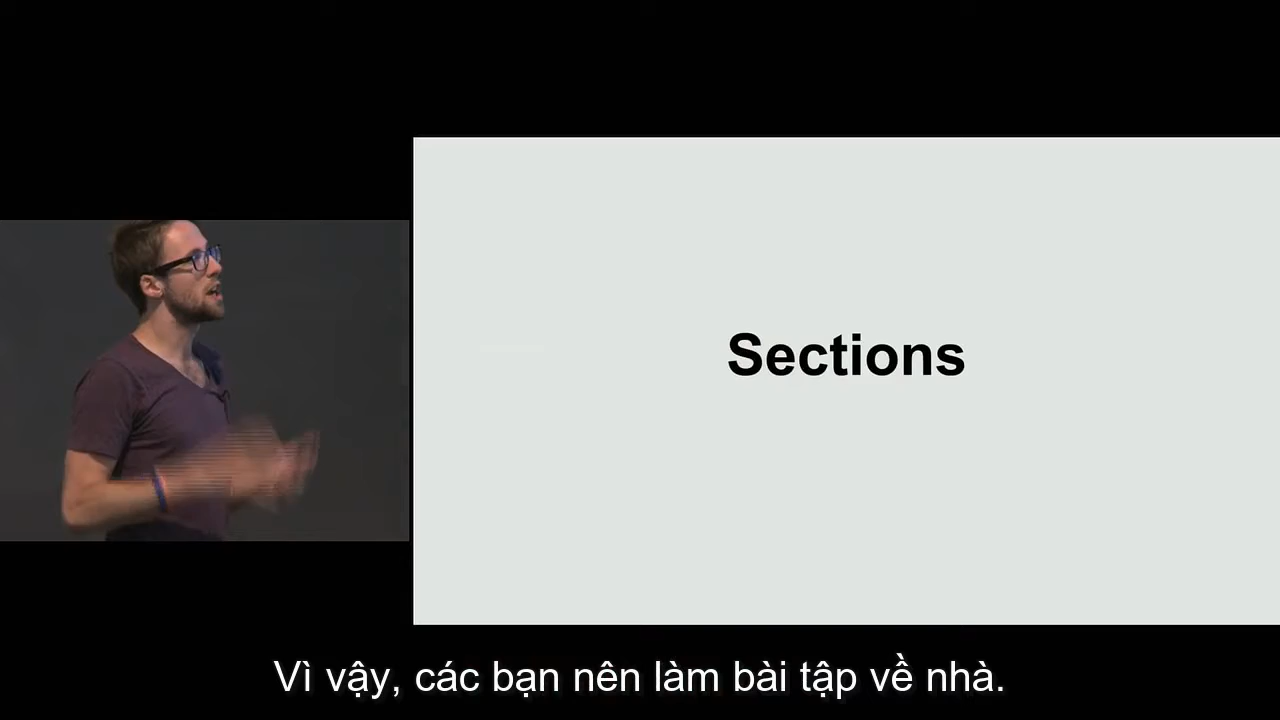 Sections
Vì vậy, các bạn nên làm bài tập về nhà.